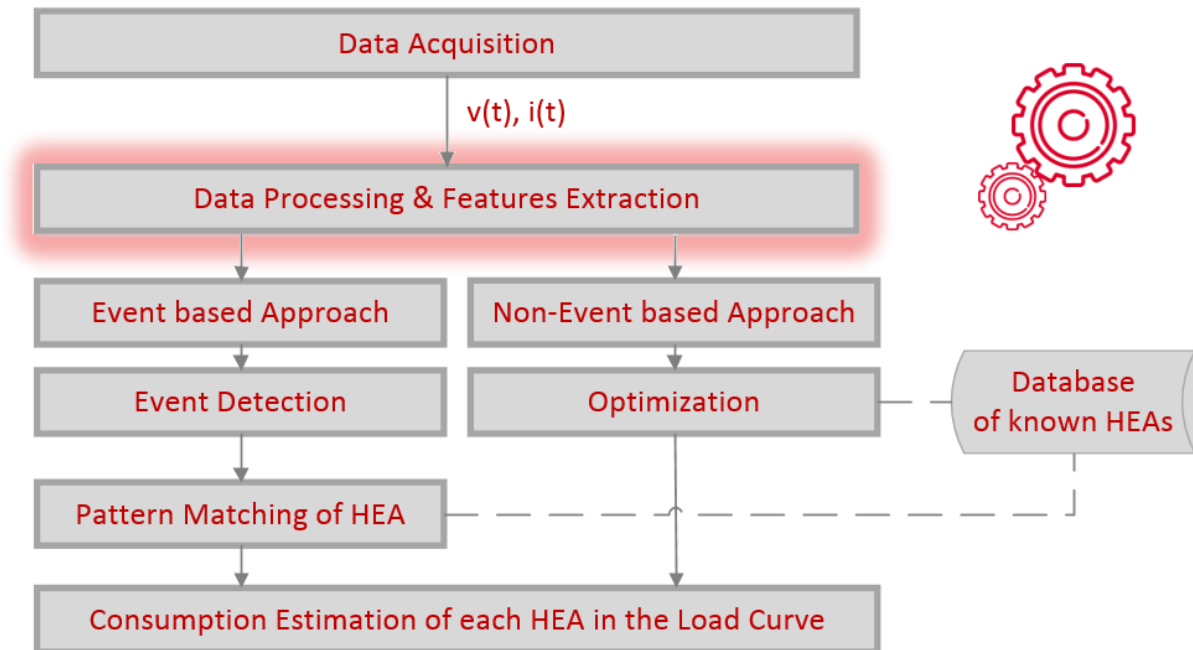 Data Acquisition
v(t), i(t)
Data Processing & Features Extraction
Event based Approach
Non-Event based Approach
Event Detection
Optimization
Database
of known HEAs
Pattern Matching of HEA
Consumption Estimation of each HEA in the Load Curve